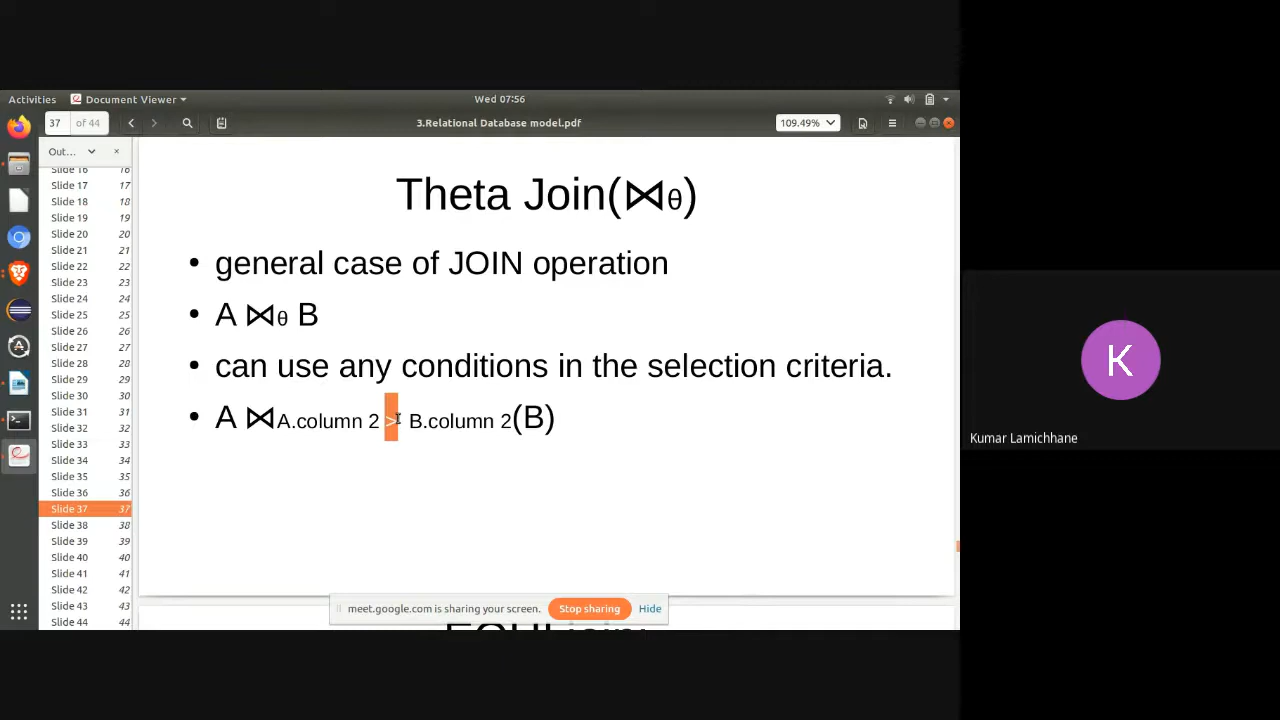 Activities Document Viewer Wed 07:56
37 of 44 3.Relational Database model.pdf 109.49%
Out...
Slide 16 16
Slide 17 17
Slide 18 18
Slide 19 19
Slide 20 20
Slide 21 21
Slide 22 22
Slide 23 23
Slide 24 24
Slide 25 25
Slide 26 26
Slide 27 27
Slide 28 28
Slide 29 29
Slide 30 30
Slide 31 31
Slide 32 32
Slide 33 33
Slide 34 34
Slide 35 35
Slide 36 36
Slide 37 37
Slide 38 38
Slide 39 39
Slide 40 40
Slide 41 41
Slide 42 42
Slide 43 43
Slide 44 44
Theta Join(⋈θ)
• general case of JOIN operation
• A ⋈θ B
• can use any conditions in the selection criteria.
• A ⋈A.column 2 > B.column 2(B)
meet.google.com is sharing your screen. Stop sharing Hide
K
Kumar Lamichhane